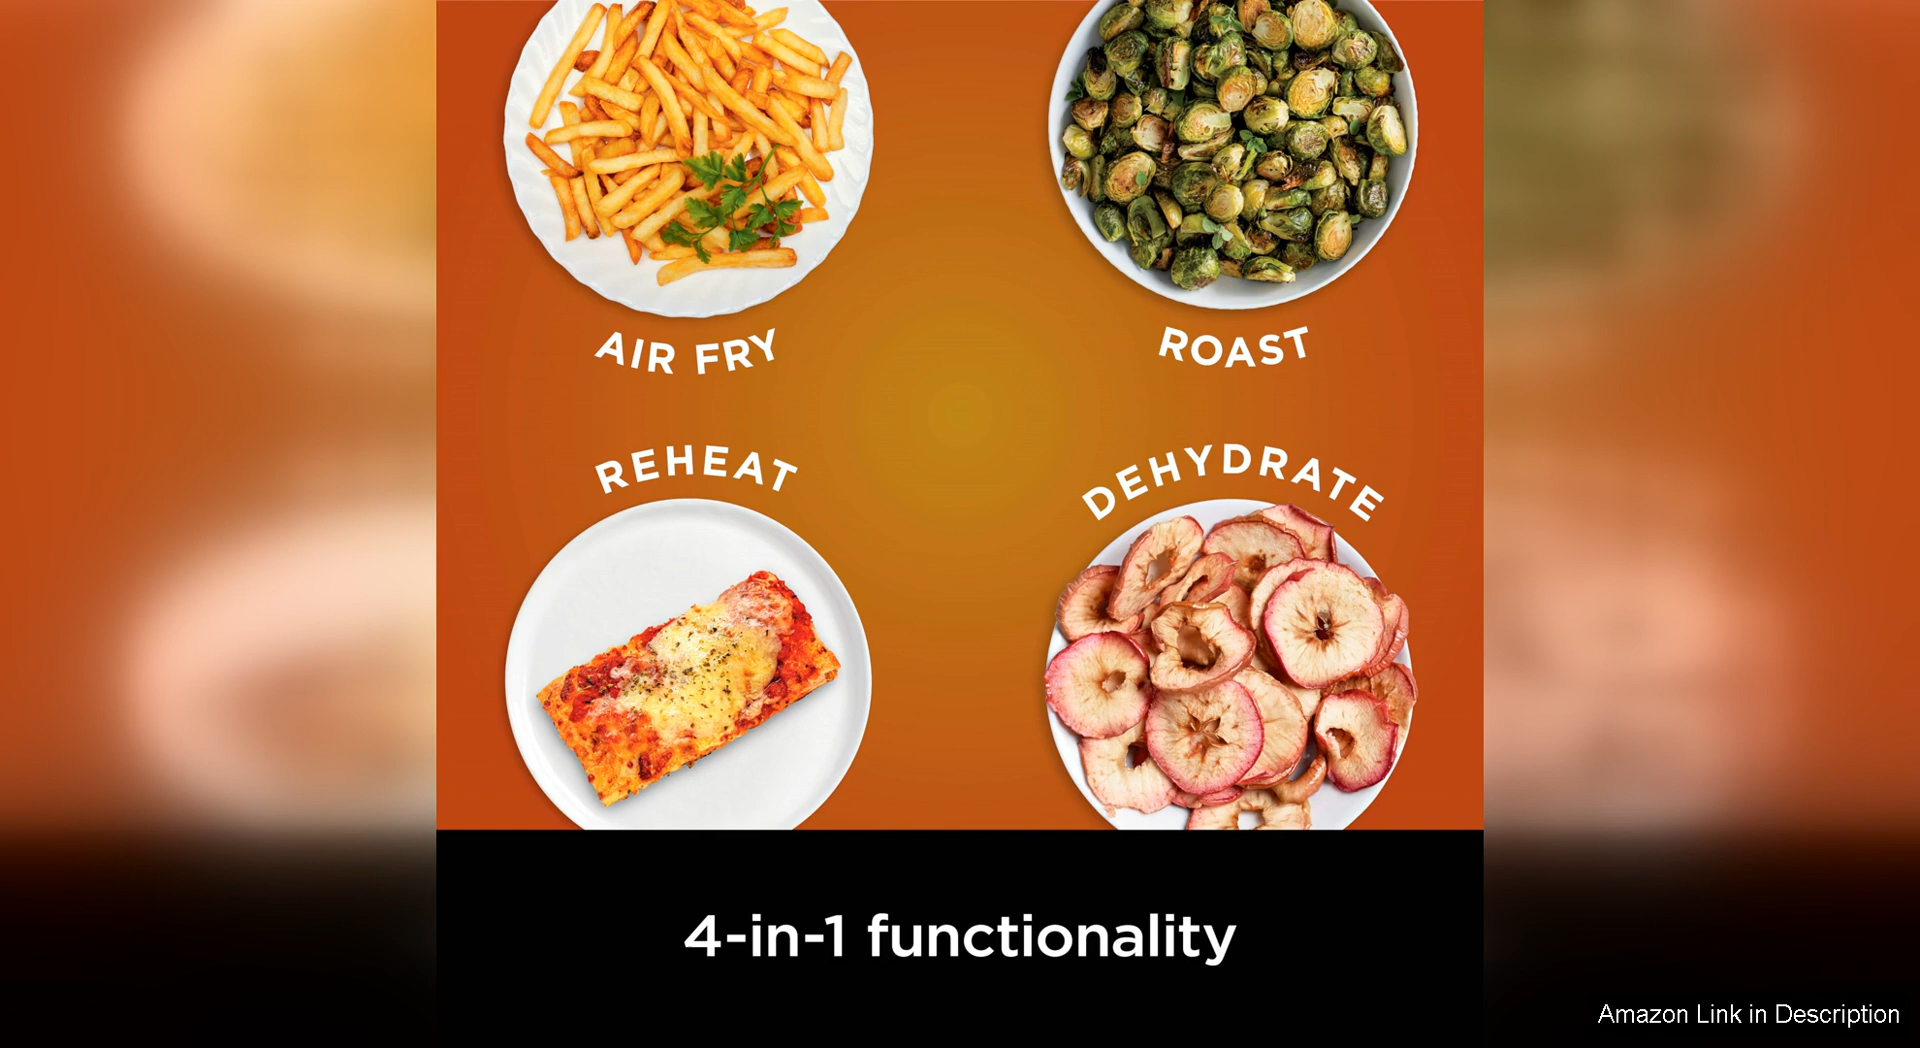 AIR FRY
ROAST
REHEAT
DEHYDRATE
4-in-1 functionality
Amazon Link in Description